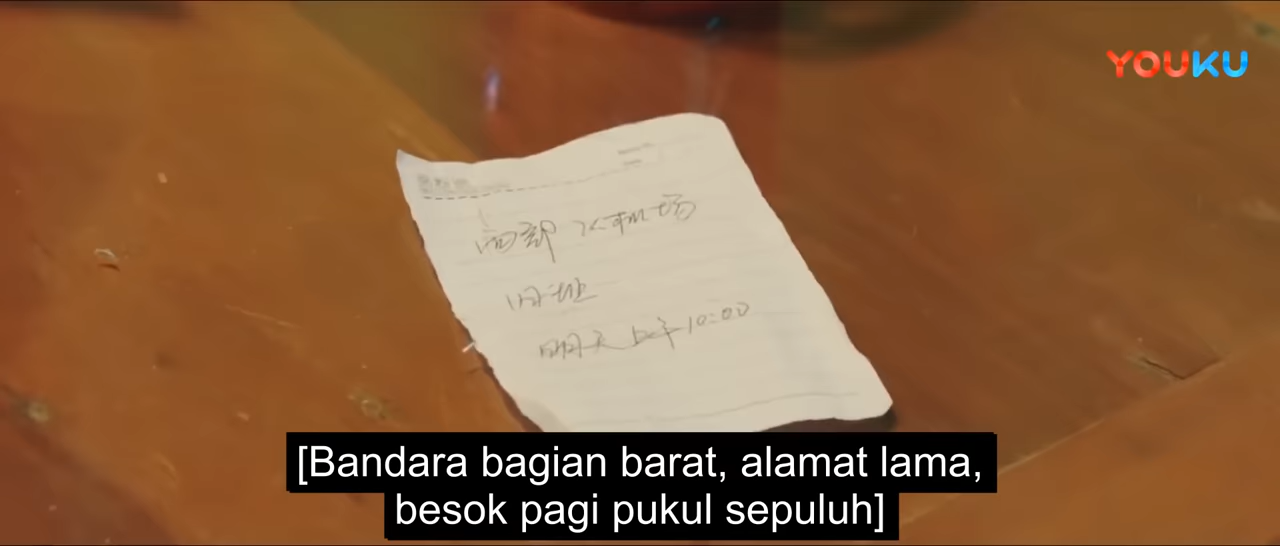 YOUKU
西部 飞机场
旧址
明天上午10:00
[Bandara bagian barat, alamat lama,
besok pagi pukul sepuluh]